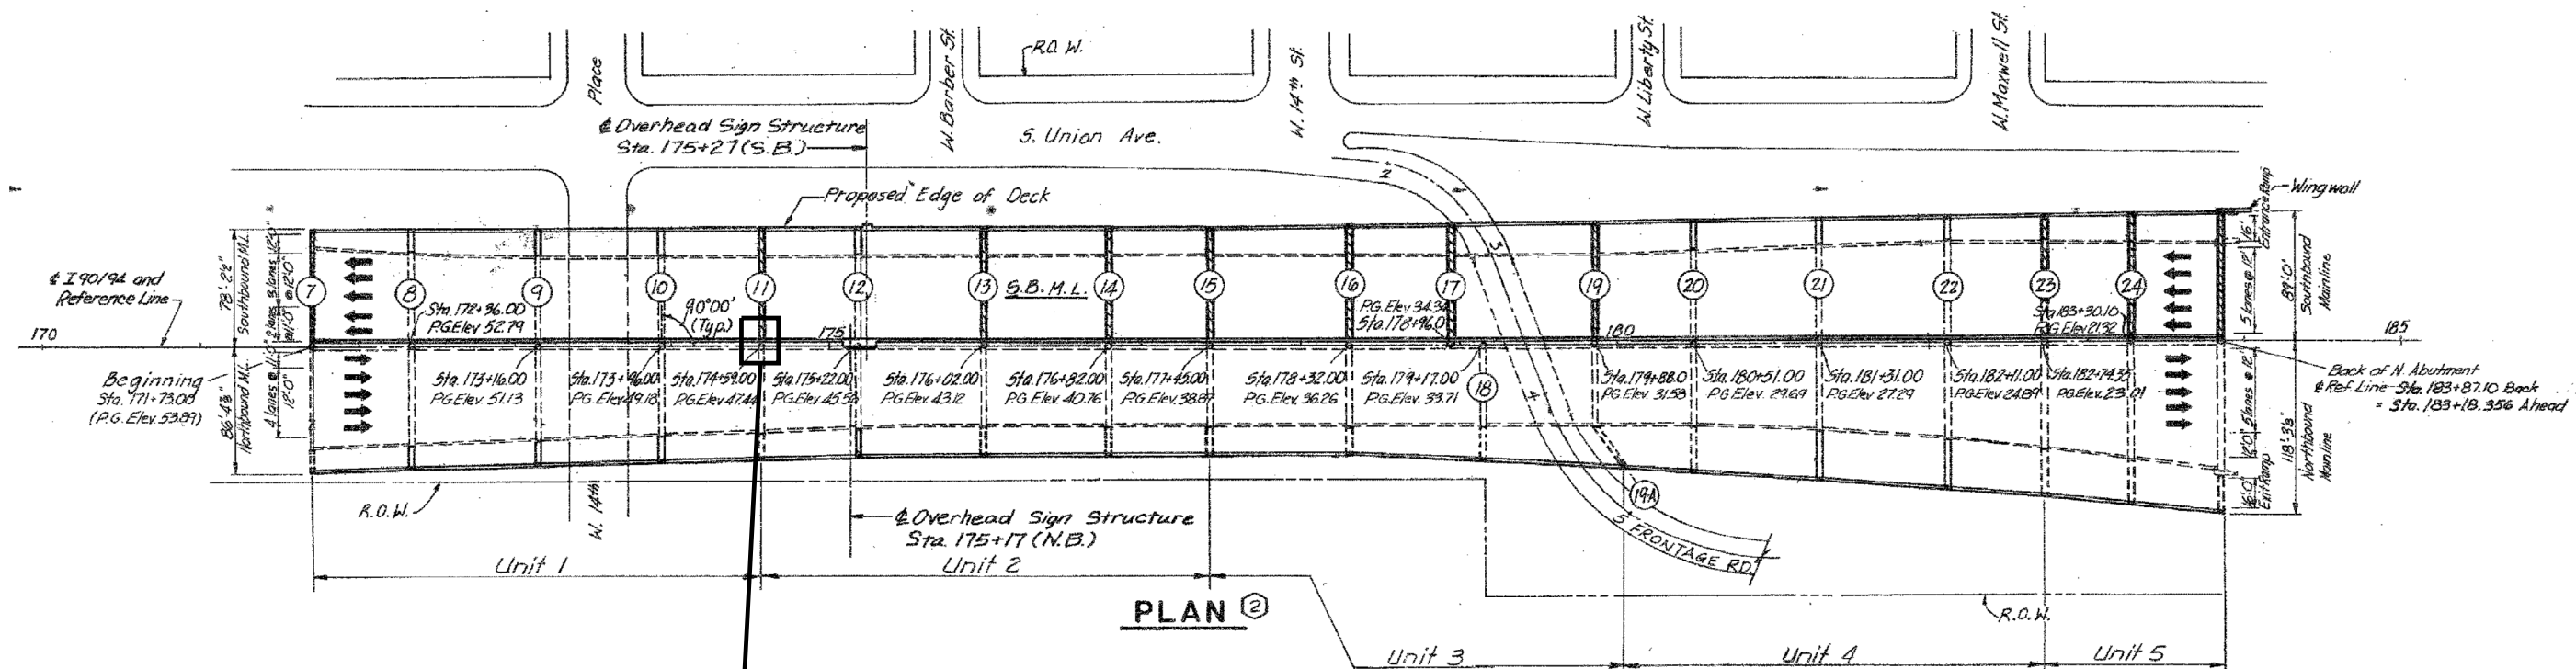 R.O.W.
Place
W. Barber St.
W. 14th St.
W. Liberty St.
W. Maxwell St.
℄ Overhead Sign Structure
Sta. 175+27 (S.B.)
S. Union Ave.
2
Proposed Edge of Deck
Wingwall
Entrance Ramp
16'
3
℄ I 90/94 and
Reference Line
Southbound M.L.
7
8
9
10
11
12
13
S.B. M.L.
14
15
16
17
19
20
21
22
23
24
Sta. 172+36.00
P.G. Elev 52.79
90°00'
(Typ.)
P.G. Elev 34.34
Sta. 178+96.0
Sta 183+30.10
P.G. Elev 21.32
5 lanes @ 12'
89'-0"
Southbound
Mainline
170
175
180
185
Beginning
Sta. 171+73.00
(P.G. Elev. 53.89)
86'-4⅜"
Northbound M.L.
4 lanes @
12'0"
Sta. 173+16.00
P.G. Elev. 51.13
Sta. 173+96.00
P.G. Elev 49.18
Sta. 174+59.00
P.G. Elev 47.44
Sta. 175+22.00
P.G. Elev 45.56
Sta. 176+02.00
P.G. Elev. 43.12
Sta. 176+82.00
P.G. Elev. 40.76
Sta. 177+45.00
P.G. Elev. 38.87
Sta. 178+32.00
P.G. Elev. 36.26
Sta. 179+17.00
P.G. Elev. 33.71
18
4
Sta. 179+88.0
P.G. Elev. 31.58
Sta. 180+51.00
P.G. Elev. 29.69
Sta. 181+31.00
P.G. Elev. 27.29
Sta. 182+11.00
P.G. Elev 24.89
Sta. 182+74.35
P.G. Elev. 23.01
5 lanes @ 12'
12'0"
16'0"
Exit Ramp
118'-3⅜"
Northbound
Mainline
Back of N. Abutment
℄ Ref. Line Sta. 183+87.10 Back
= Sta. 183+18.356 Ahead
19A
R.O.W.
W. 14th
℄ Overhead Sign Structure
Sta. 175+17 (N.B.)
5 FRONTAGE RD.
Unit 1
Unit 2
PLAN 2
R.O.W.
Unit 3
Unit 4
Unit 5